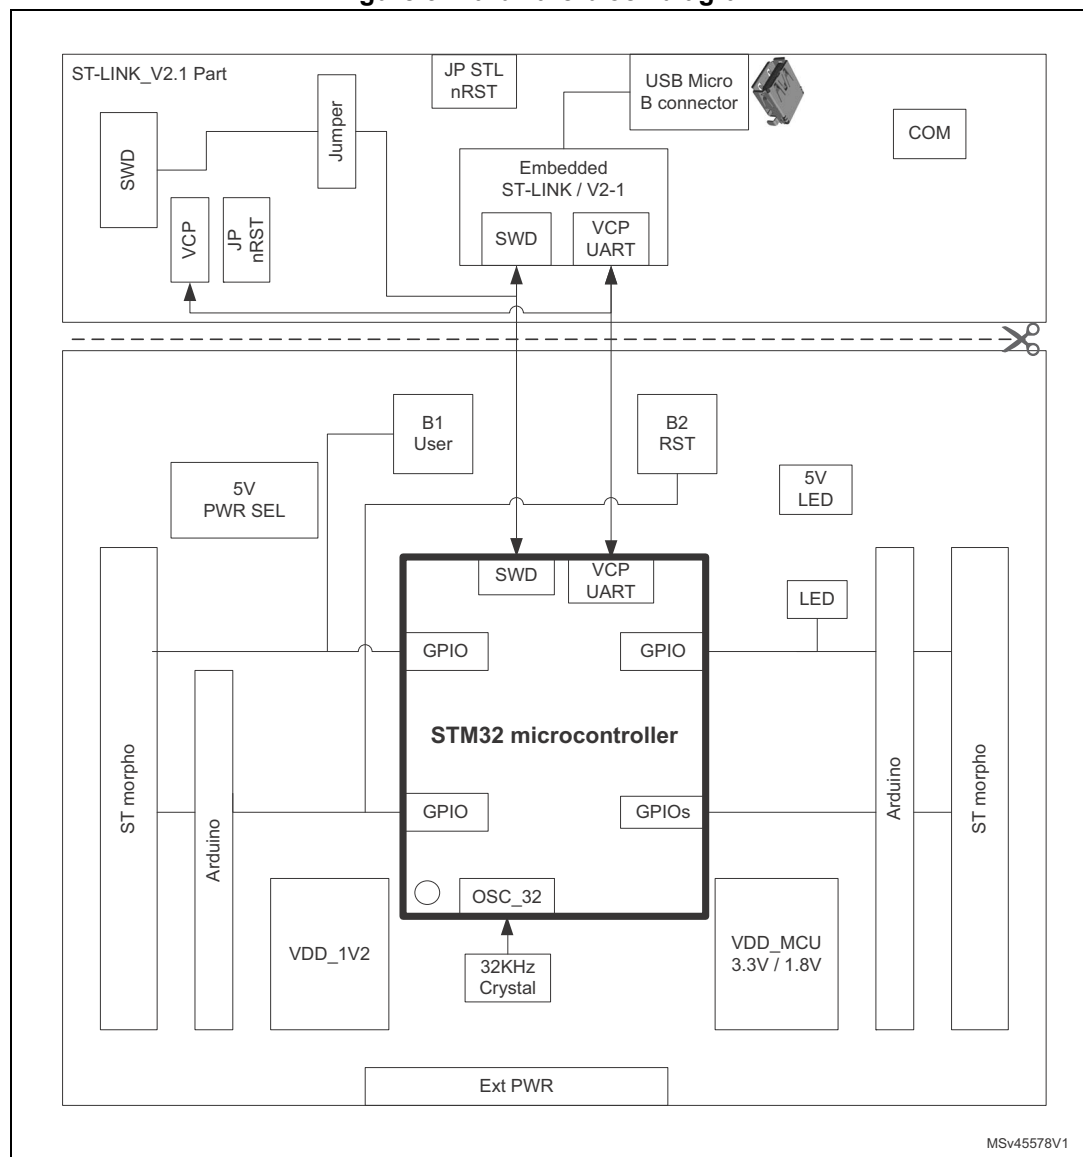 ST-LINK_V2.1 Part
JP STL
nRST
USB Micro
B connector
COM
SWD
Jumper
VCP
JP
nRST
Embedded
ST-LINK / V2-1
SWD
VCP
UART
B1
User
B2
RST
5V
PWR SEL
5V
LED
SWD
VCP
UART
LED
GPIO
GPIO
STM32 microcontroller
ST morpho
Arduino
GPIO
GPIOs
Arduino
ST morpho
OSC_32
VDD_1V2
32KHz
Crystal
VDD_MCU
3.3V / 1.8V
Ext PWR
MSv45578V1